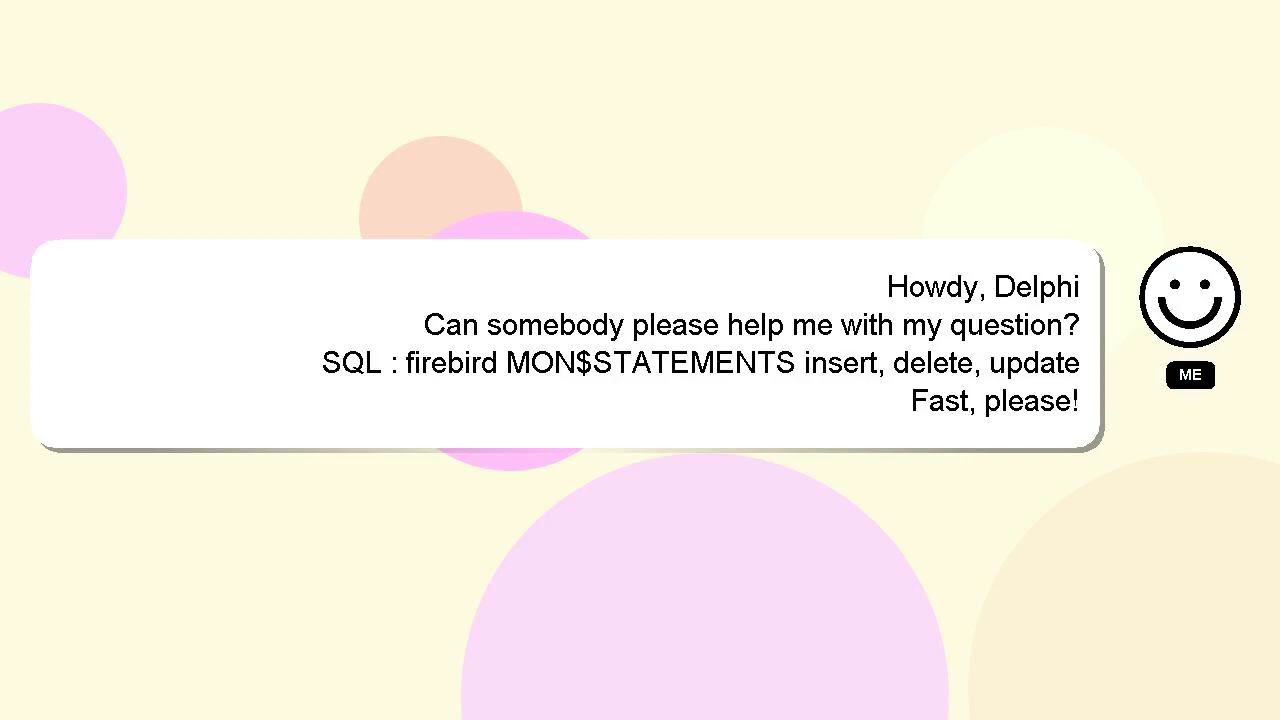 Howdy, Delphi
Can somebody please help me with my question?
SQL : firebird MON$STATEMENTS insert, delete, update
Fast, please!
ME